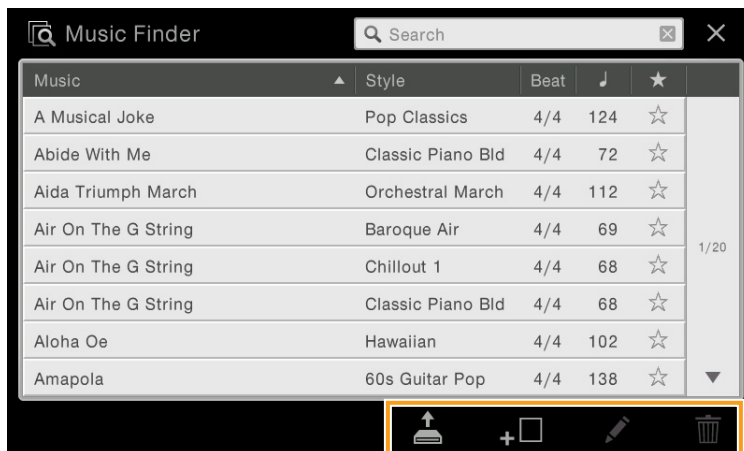 Music Finder Search
Music Style Beat
A Musical Joke Pop Classics 4/4 124
Abide With Me Classic Piano Bld 4/4 72
Aida Triumph March Orchestral March 4/4 112
Air On The G String Baroque Air 4/4 69
Air On The G String Chillout 1 4/4 68
1/20
Air On The G String Classic Piano Bld 4/4 68
Aloha Oe Hawaiian 4/4 102
Amapola 60s Guitar Pop 4/4 138